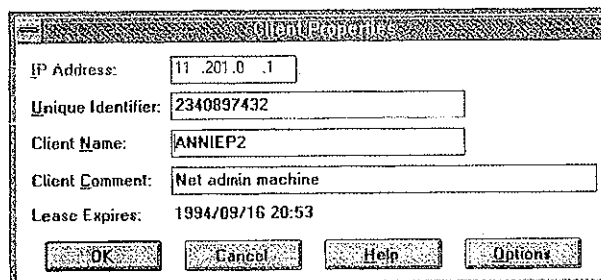 Client Properties
IP Address: 11 .201.0 .1
Unique Identifier: 2340897432
Client Name: ANNIEP2
Client Comment: Net admin machine
Lease Expires: 1994/09/16 20:53
OK Cancel Help Options